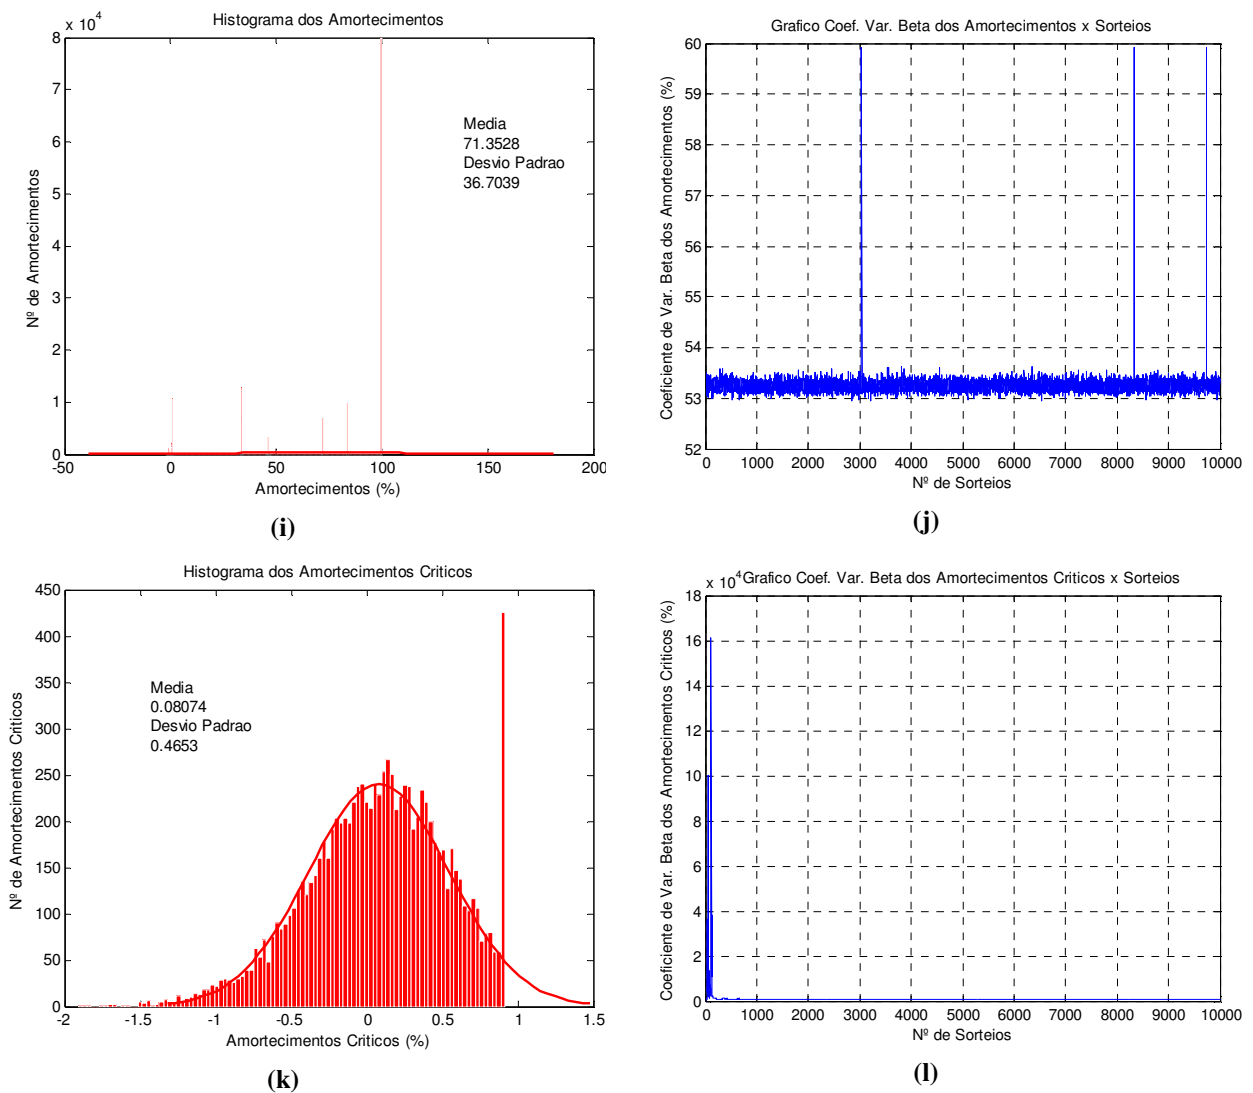 Histograma dos Amortecimentos
x 10^4
8
7
6
5
4
3
2
1
0
Nº de Amortecimentos
Media
71.3528
Desvio Padrao
36.7039
-50 0 50 100 150 200
Amortecimentos (%)
(i)
Grafico Coef. Var. Beta dos Amortecimentos x Sorteios
60
59
58
57
56
55
54
53
52
Coeficiente de Var. Beta dos Amortecimentos (%)
0 1000 2000 3000 4000 5000 6000 7000 8000 9000 10000
Nº de Sorteios
(j)
Histograma dos Amortecimentos Criticos
450
400
350
300
250
200
150
100
50
0
Nº de Amortecimentos Criticos
Media
0.08074
Desvio Padrao
0.4653
-2 -1.5 -1 -0.5 0 0.5 1 1.5
Amortecimentos Criticos (%)
(k)
x 10^4 Grafico Coef. Var. Beta dos Amortecimentos Criticos x Sorteios
18
16
14
12
10
8
6
4
2
0
Coeficiente de Var. Beta dos Amortecimentos Criticos (%)
0 1000 2000 3000 4000 5000 6000 7000 8000 9000 10000
Nº de Sorteios
(l)